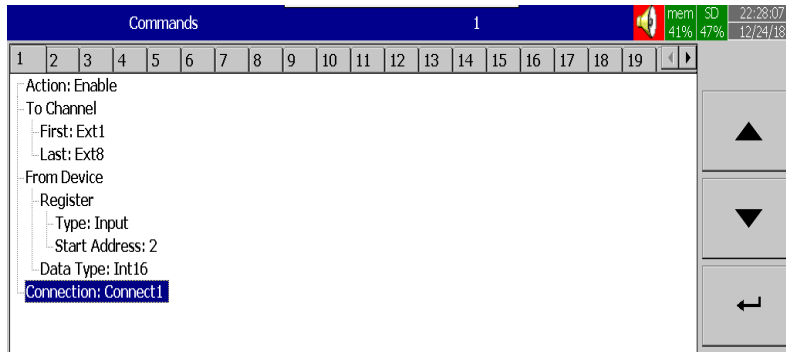 Commands 1 mem SD 22:28:07
41% 47% 12/24/18
1 2 3 4 5 6 7 8 9 10 11 12 13 14 15 16 17 18 19
Action: Enable
To Channel
First: Ext1
Last: Ext8
From Device
Register
Type: Input
Start Address: 2
Data Type: Int16
Connection: Connect1